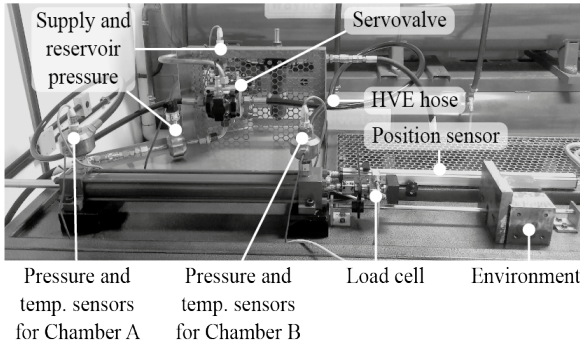 Supply and
reservoir
pressure
Servovalve
HVE hose
Position sensor
Pressure and
temp. sensors
for Chamber A
Pressure and
temp. sensors
for Chamber B
Load cell
Environment